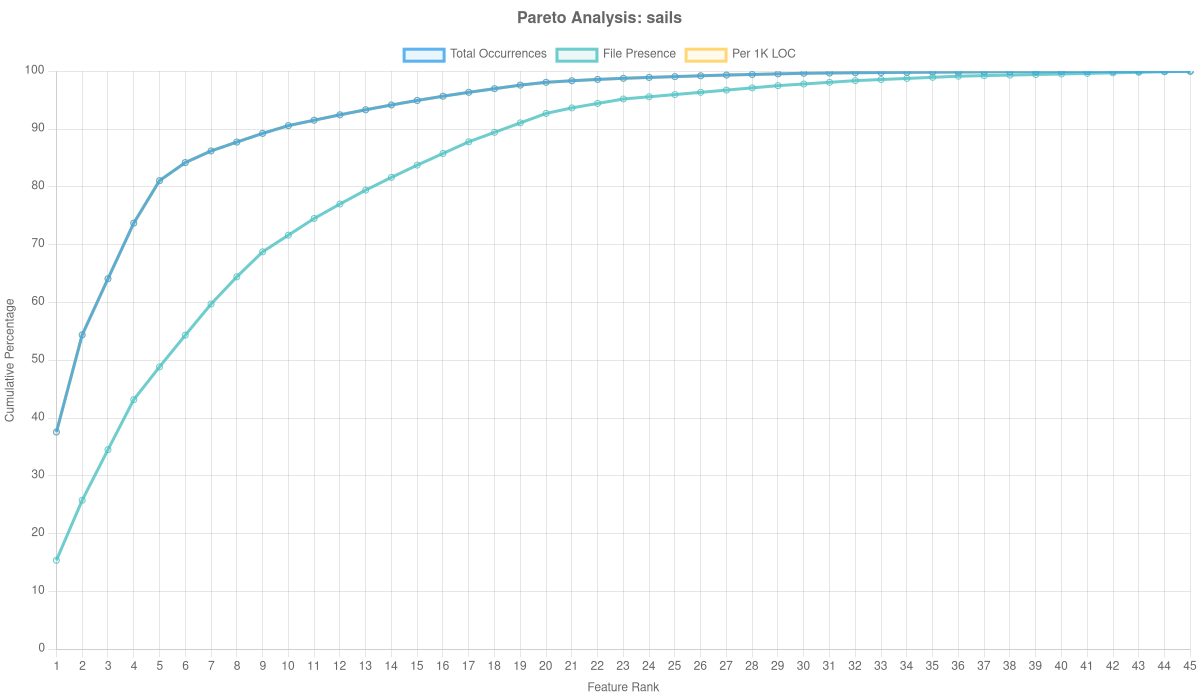 Pareto Analysis: sails
Total Occurrences File Presence Per 1K LOC
100
90
80
70
60
50
40
30
20
10
0
Cumulative Percentage
1 2 3 4 5 6 7 8 9 10 11 12 13 14 15 16 17 18 19 20 21 22 23 24 25 26 27 28 29 30 31 32 33 34 35 36 37 38 39 40 41 42 43 44 45
Feature Rank